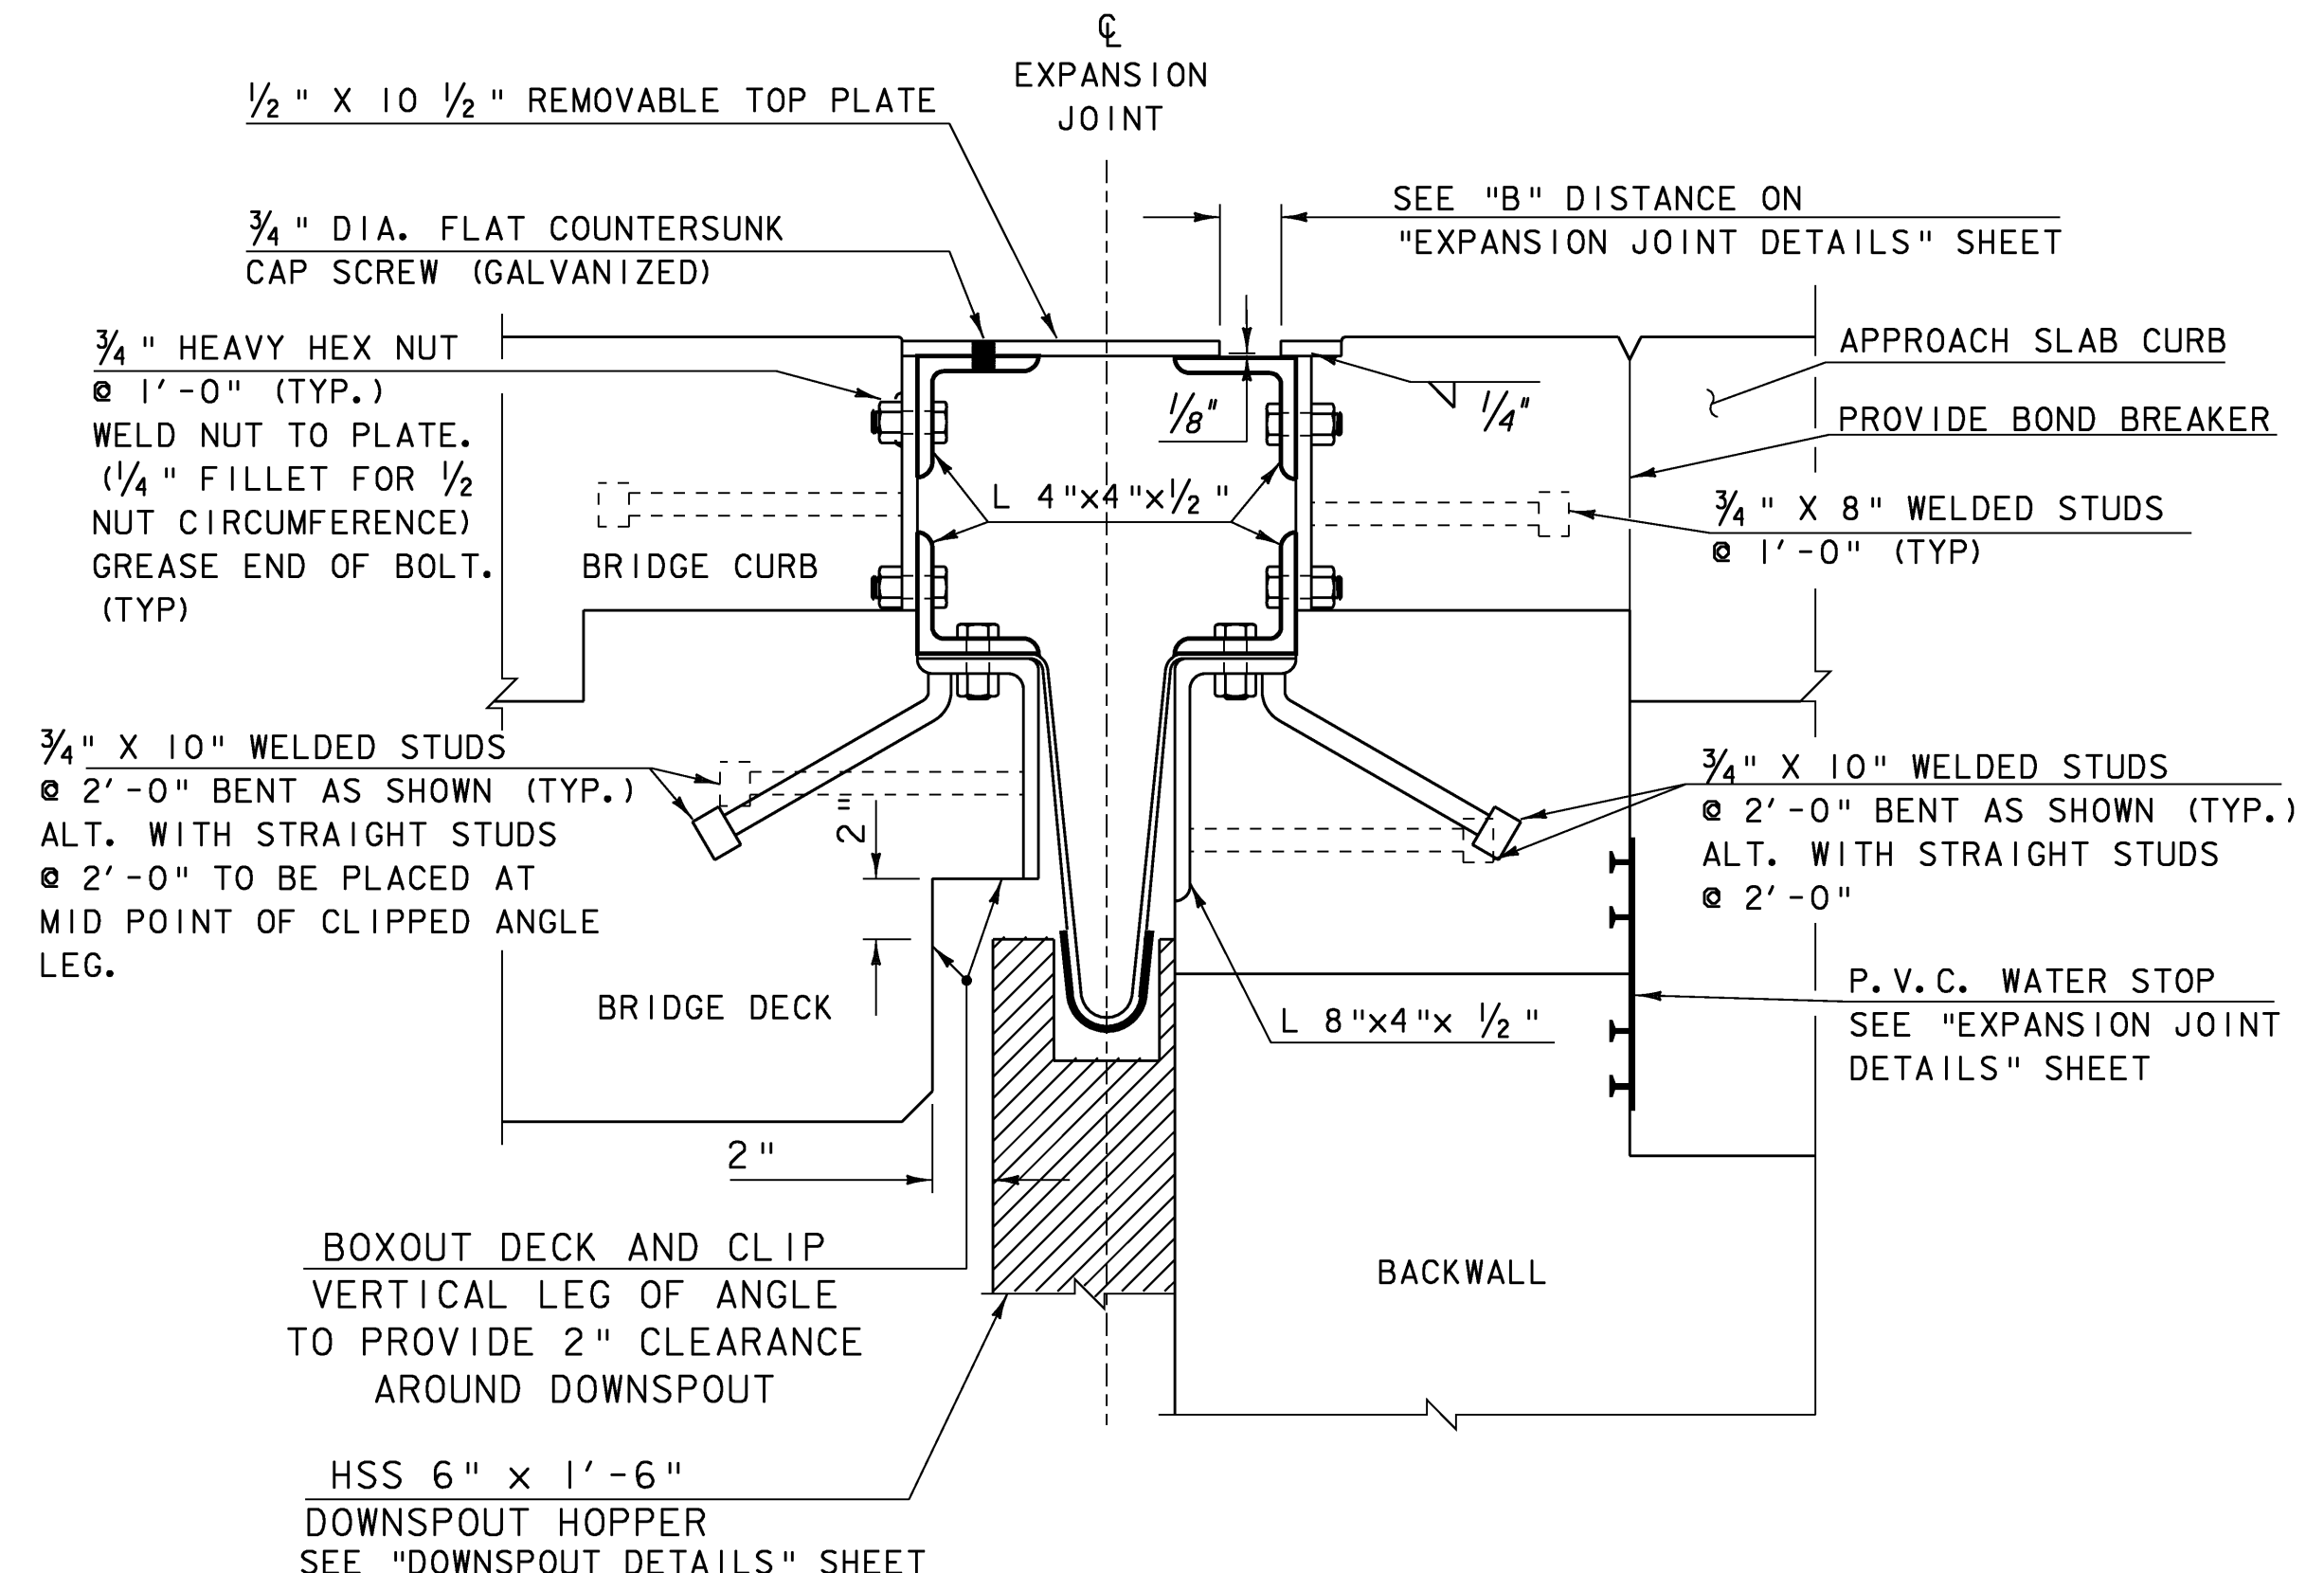 ℄
EXPANSION
JOINT
½" X 10 ½" REMOVABLE TOP PLATE
¾" DIA. FLAT COUNTERSUNK
CAP SCREW (GALVANIZED)
SEE "B" DISTANCE ON
"EXPANSION JOINT DETAILS" SHEET
¾" HEAVY HEX NUT
@ 1'-0" (TYP.)
WELD NUT TO PLATE.
(¼" FILLET FOR ½
NUT CIRCUMFERENCE)
GREASE END OF BOLT.
(TYP)
APPROACH SLAB CURB
PROVIDE BOND BREAKER
⅛"
¼"
L 4"x4"x½"
¾" X 8" WELDED STUDS
@ 1'-0" (TYP)
BRIDGE CURB
¾" X 10" WELDED STUDS
@ 2'-0" BENT AS SHOWN (TYP.)
ALT. WITH STRAIGHT STUDS
@ 2'-0" TO BE PLACED AT
MID POINT OF CLIPPED ANGLE
LEG.
2"
¾" X 10" WELDED STUDS
@ 2'-0" BENT AS SHOWN (TYP.)
ALT. WITH STRAIGHT STUDS
@ 2'-0"
BRIDGE DECK
L 8"x4"x ½"
P.V.C. WATER STOP
SEE "EXPANSION JOINT
DETAILS" SHEET
2"
BOXOUT DECK AND CLIP
VERTICAL LEG OF ANGLE
TO PROVIDE 2" CLEARANCE
AROUND DOWNSPOUT
BACKWALL
HSS 6" x 1'-6"
DOWNSPOUT HOPPER
SEE "DOWNSPOUT DETAILS" SHEET